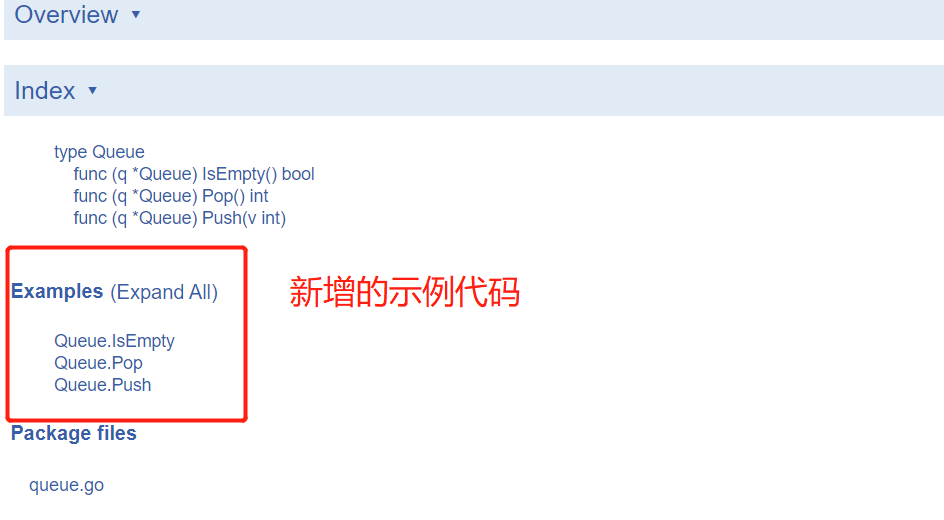 Overview ▾
Index ▾
type Queue
func (q *Queue) IsEmpty() bool
func (q *Queue) Pop() int
func (q *Queue) Push(v int)
Examples (Expand All)
新增的示例代码
Queue.IsEmpty
Queue.Pop
Queue.Push
Package files
queue.go